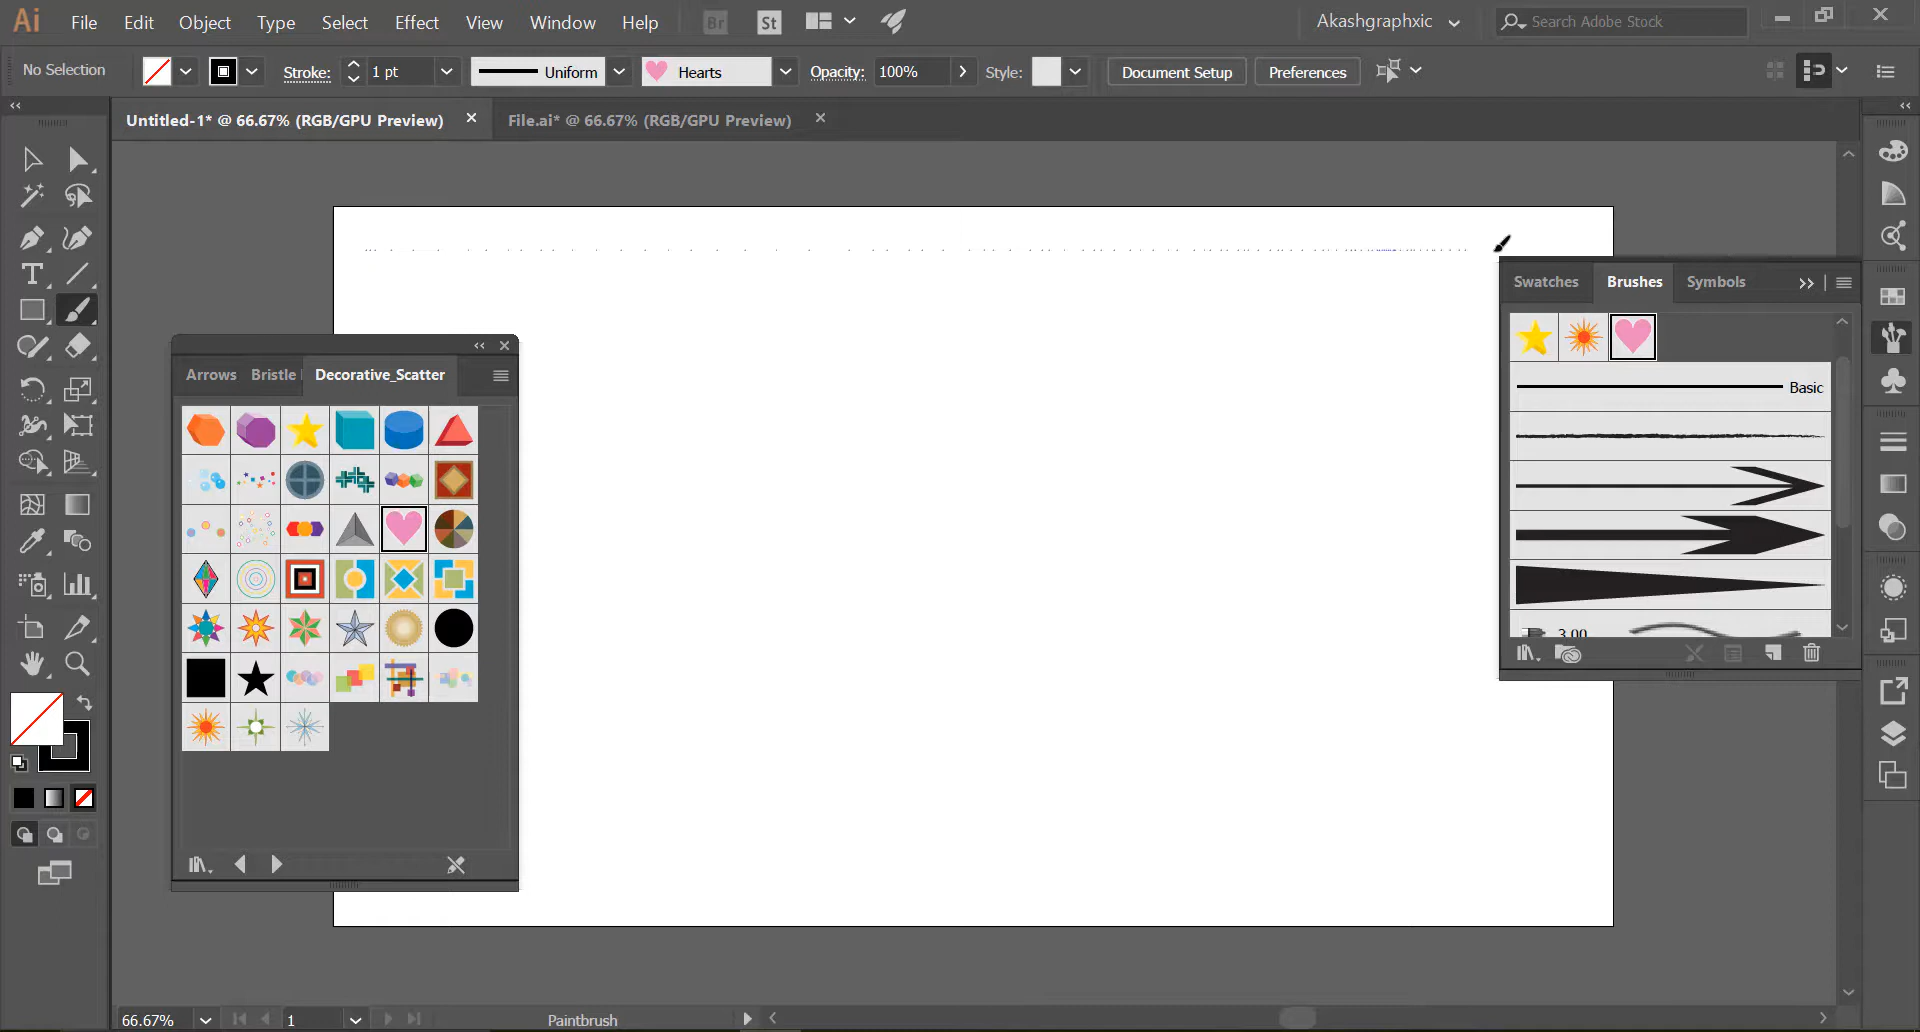 Ai File Edit Object Type Select Effect View Window Help Br St Akashgraphxic Search Adobe Stock
No Selection Stroke: 1 pt Uniform Hearts Opacity: 100% Style: Document Setup Preferences
Untitled-1* @ 66.67% (RGB/GPU Preview) File.ai* @ 66.67% (RGB/GPU Preview)
Swatches Brushes Symbols
Arrows Bristle Decorative_Scatter
Basic
3.00
66.67% 1 Paintbrush